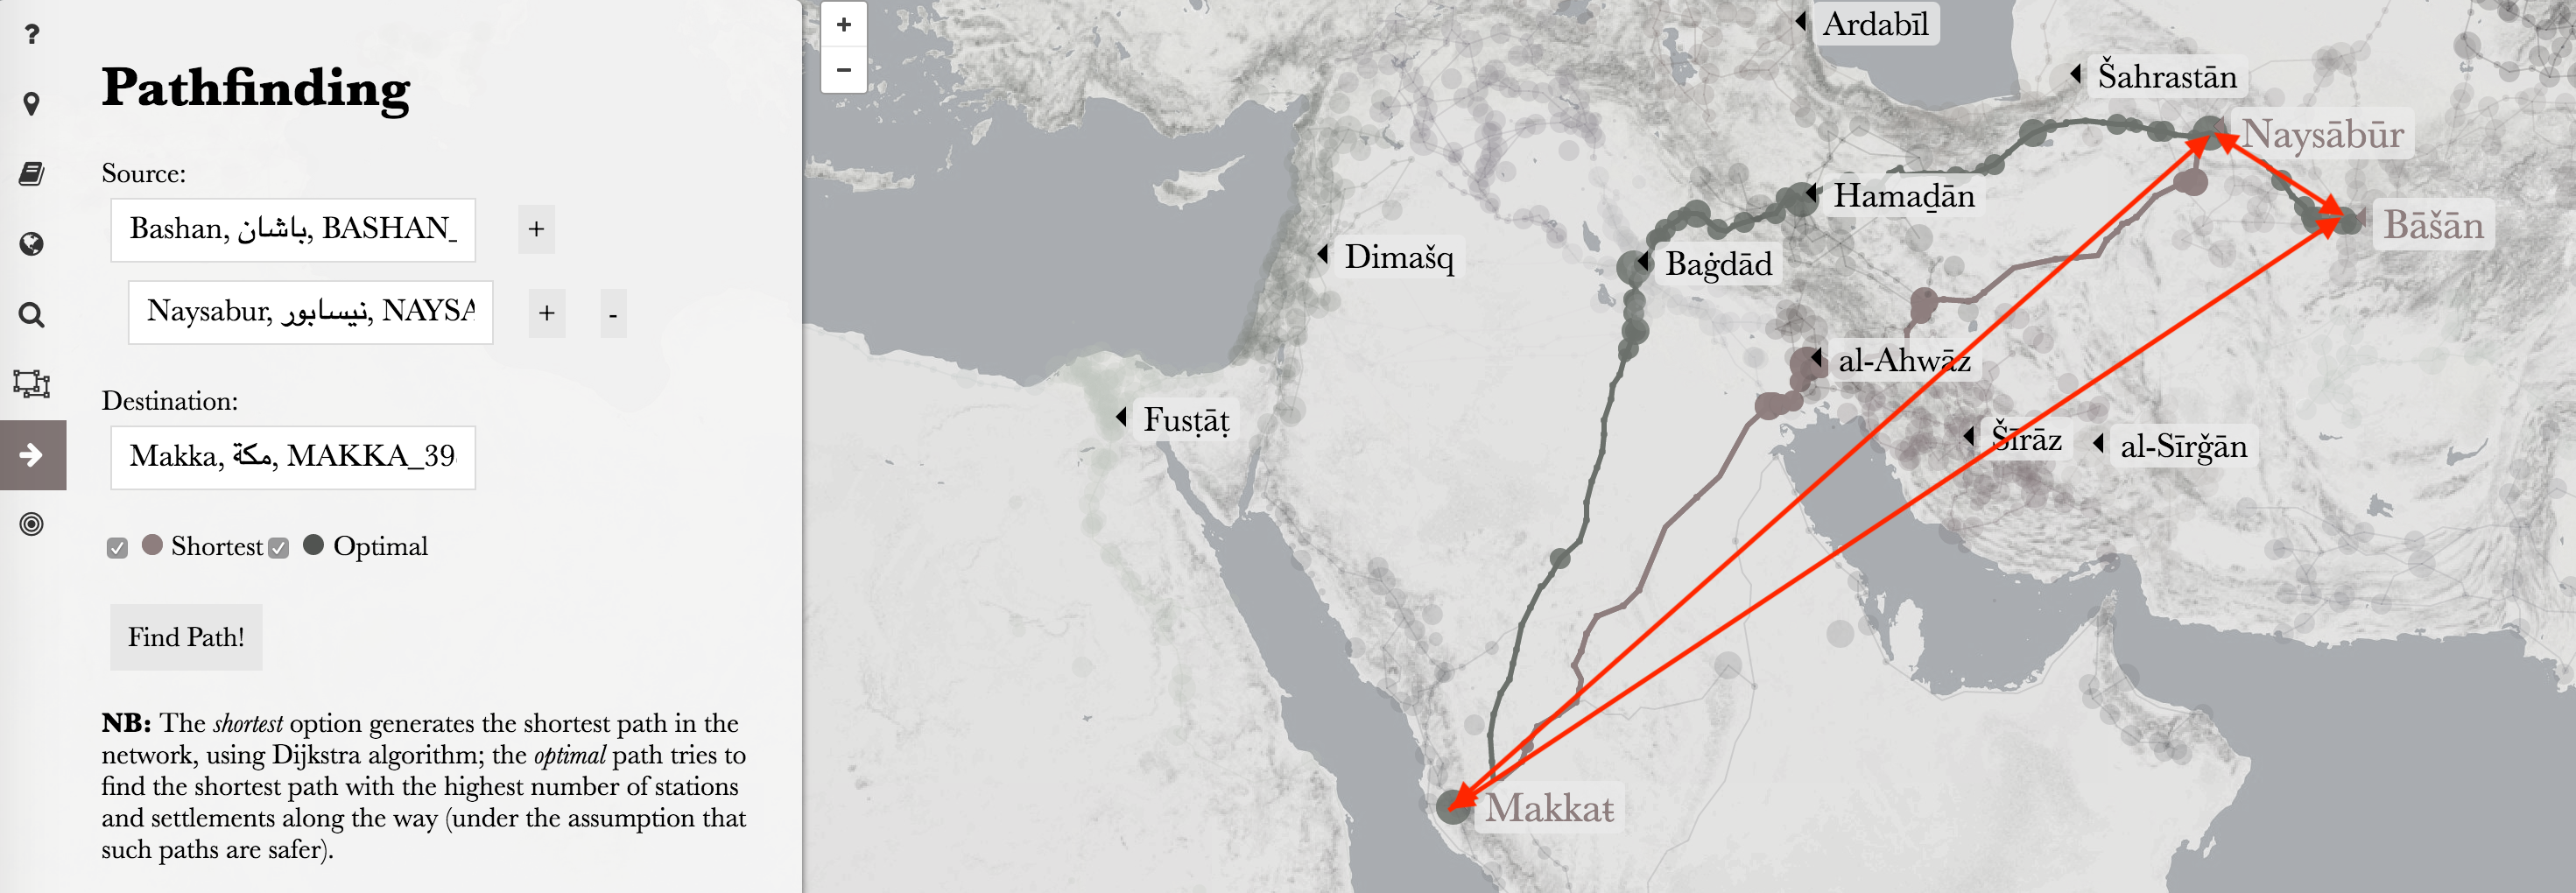 Pathfinding
Source:
Bashan, باشان, BASHAN_
+
Naysabur, نيسابور, NAYSA
+
-
Destination:
Makka, مكة, MAKKA_39
Shortest
Optimal
Find Path!
NB: The shortest option generates the shortest path in the
network, using Dijkstra algorithm; the optimal path tries to
find the shortest path with the highest number of stations
and settlements along the way (under the assumption that
such paths are safer).
+
−
Ardabīl
Šahrastān
Naysābūr
Hamaḏān
Bāšān
Dimašq
Baġdād
al-Ahwāz
Fusṭāṭ
Šīrāz
al-Sīrǧān
Makkaŧ